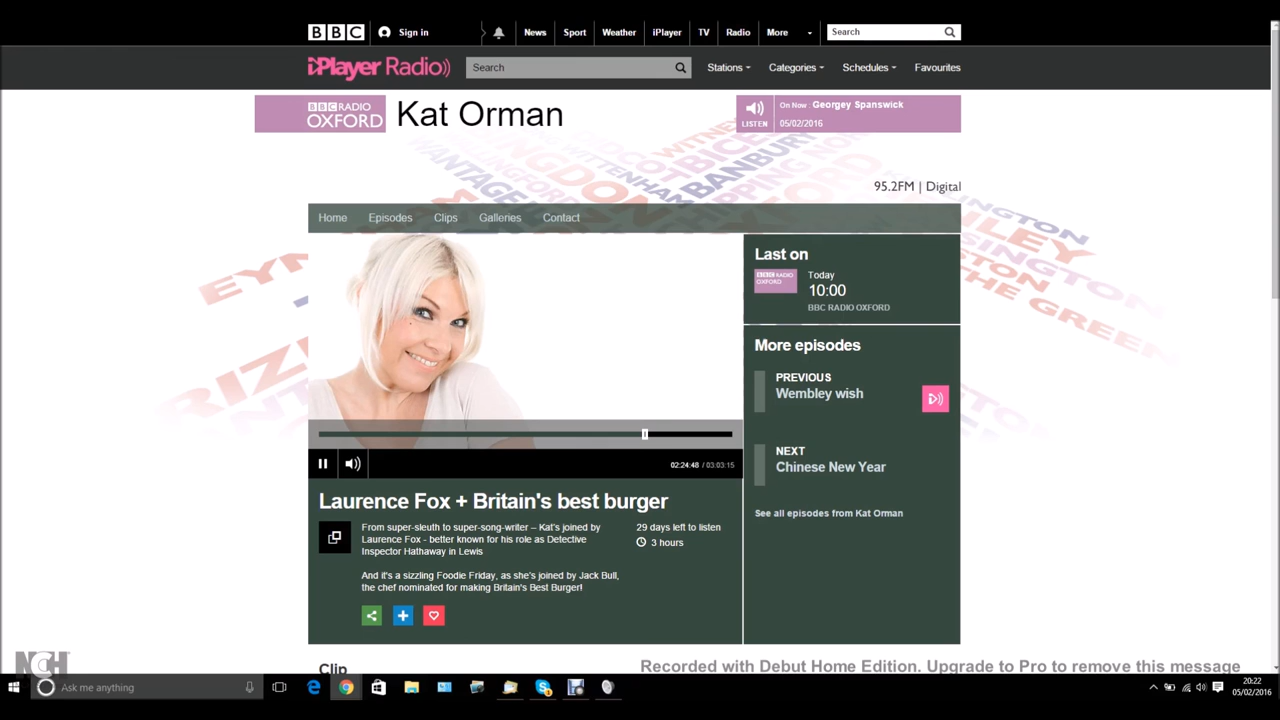 BBC Sign in News Sport Weather iPlayer TV Radio More Search
iPlayer Radio Search Stations Categories Schedules Favourites
BBC RADIO OXFORD
Kat Orman
LISTEN
On Now : Georgey Spanswick
05/02/2016
95.2FM | Digital
Home Episodes Clips Galleries Contact
02:24:48 / 03:03:15
Laurence Fox + Britain's best burger
From super-sleuth to super-song-writer – Kat's joined by
Laurence Fox - better known for his role as Detective
Inspector Hathaway in Lewis
And it's a sizzling Foodie Friday, as she's joined by Jack Bull,
the chef nominated for making Britain's Best Burger!
29 days left to listen
3 hours
Last on
BBC RADIO OXFORD
Today
10:00
BBC RADIO OXFORD
More episodes
PREVIOUS
Wembley wish
NEXT
Chinese New Year
See all episodes from Kat Orman
BANBURY
THE GREEN
Clip
NCH
Recorded with Debut Home Edition. Upgrade to Pro to remove this message
Ask me anything
20:22
05/02/2016